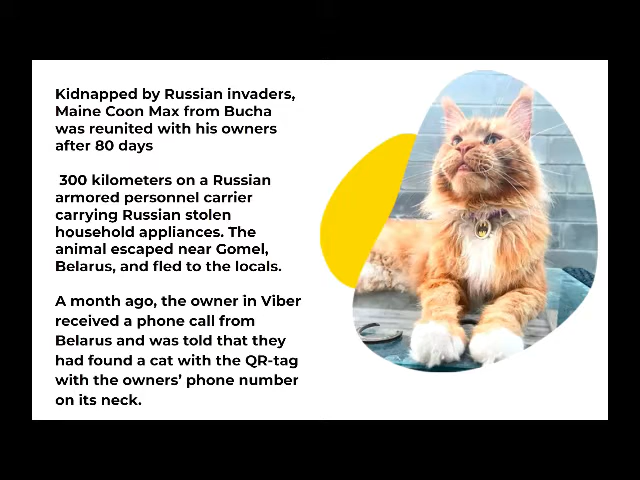 Kidnapped by Russian invaders,
Maine Coon Max from Bucha
was reunited with his owners
after 80 days
300 kilometers on a Russian
armored personnel carrier
carrying Russian stolen
household appliances. The
animal escaped near Gomel,
Belarus, and fled to the locals.
A month ago, the owner in Viber
received a phone call from
Belarus and was told that they
had found a cat with the QR-tag
with the owners’ phone number
on its neck.